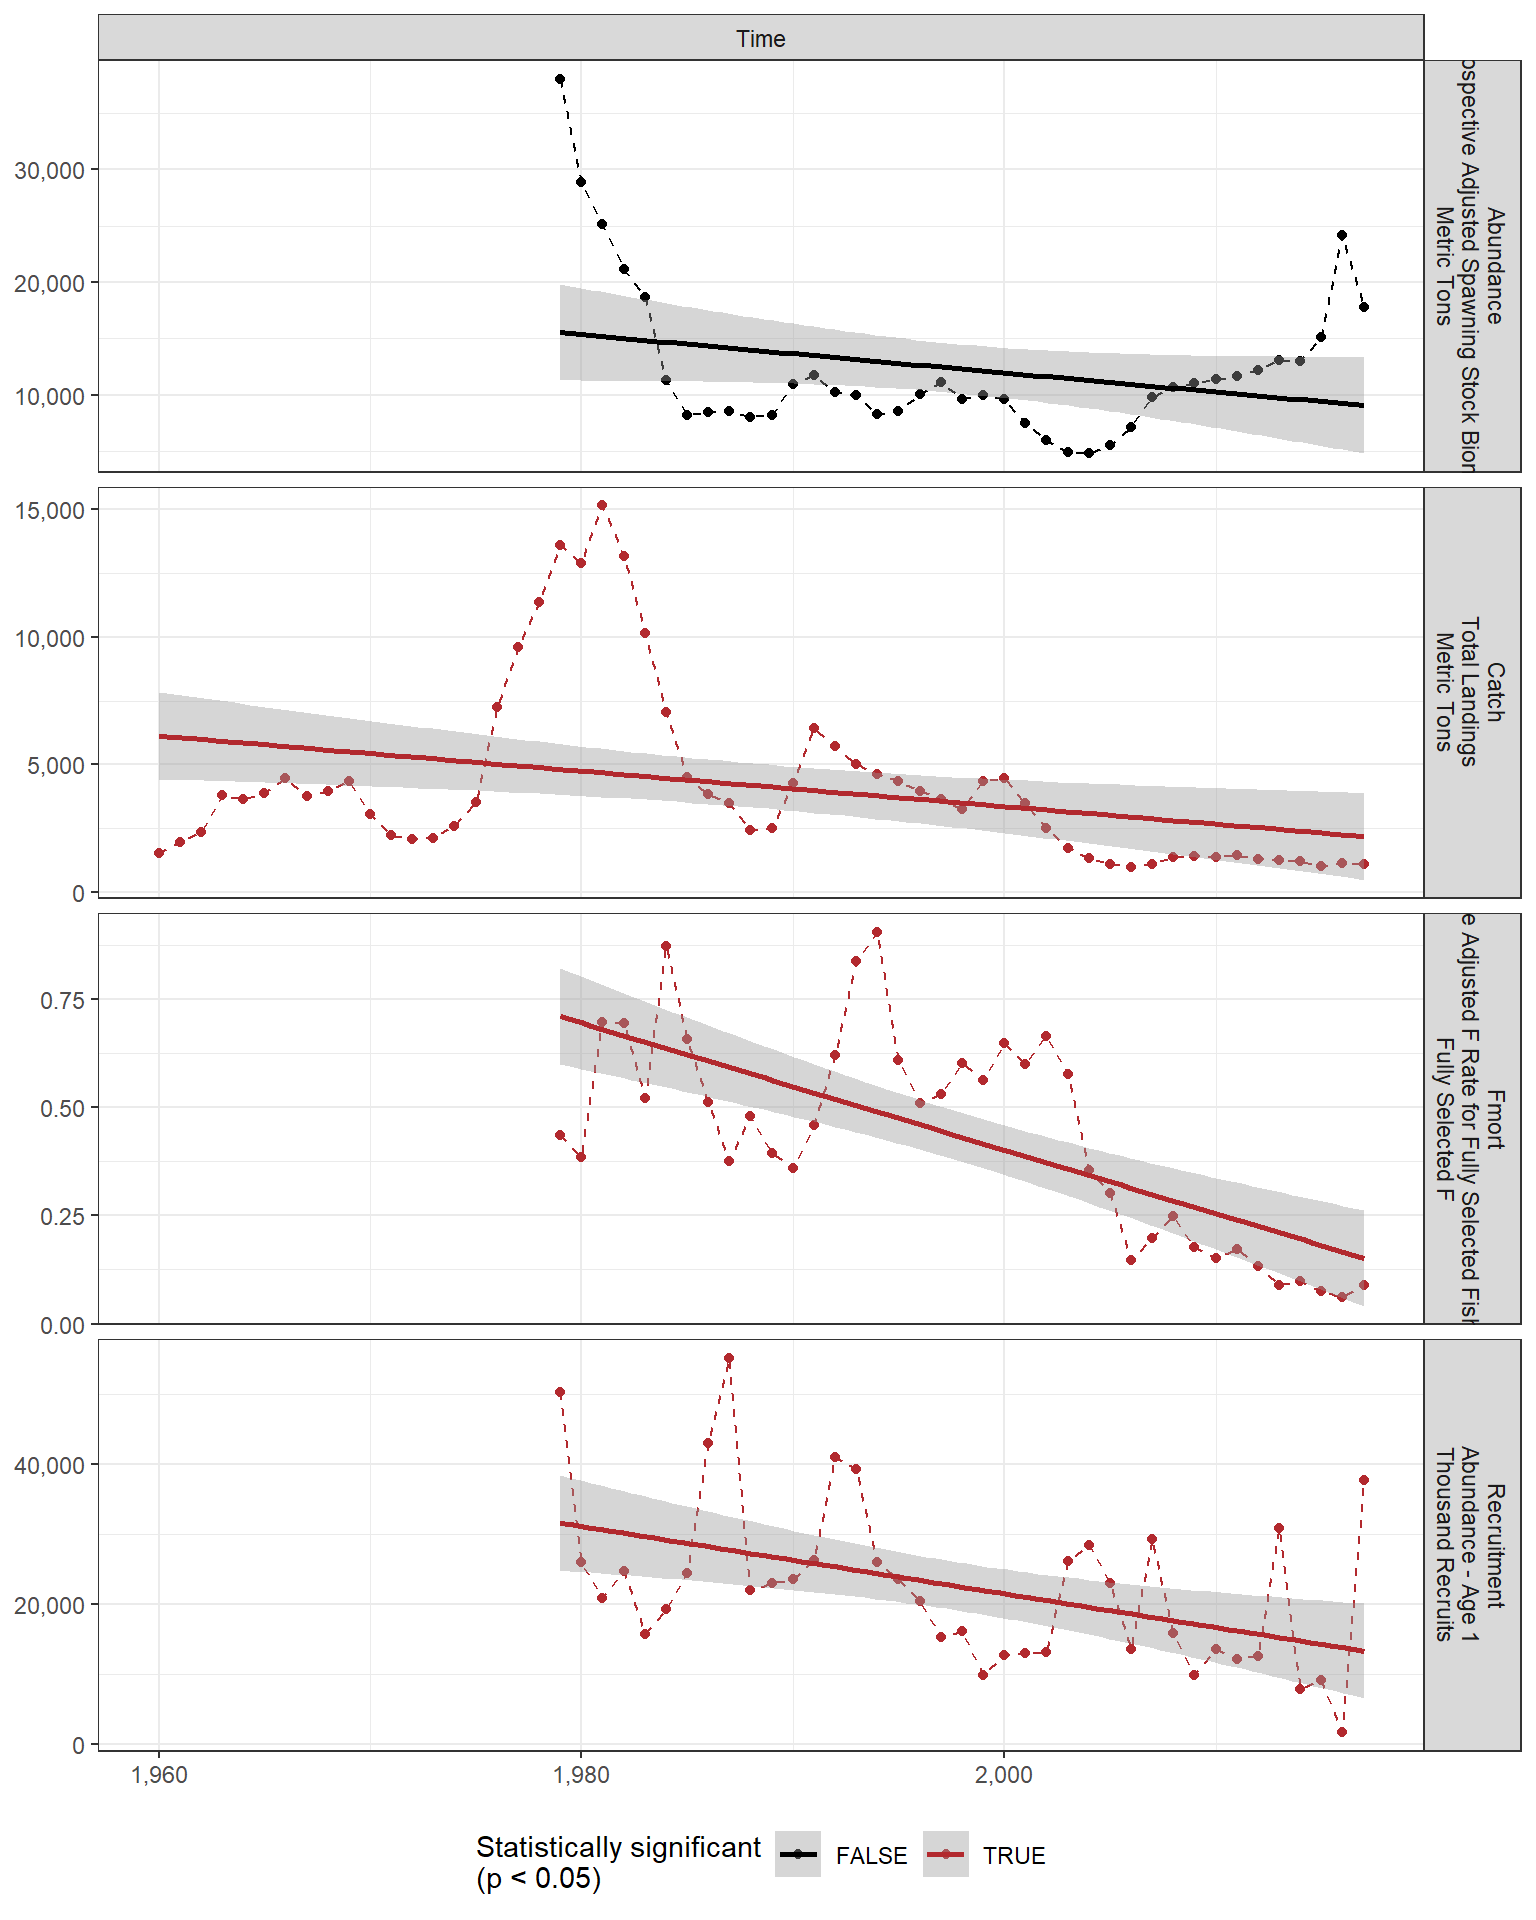 Time
30,000
20,000
10,000
Abundance
Adjusted Spawning Stock
Metric Tons
15,000
10,000
5,000
0
Catch
Total Landings
Metric Tons
0.75
0.50
0.25
0.00
Fmort
Adjusted F Rate for Fully Selected
Fully Selected F
40,000
20,000
0
Recruitment
Abundance - Age 1
Thousand Recruits
1,960
1,980
2,000
Statistically significant
(p < 0.05)
FALSE
TRUE